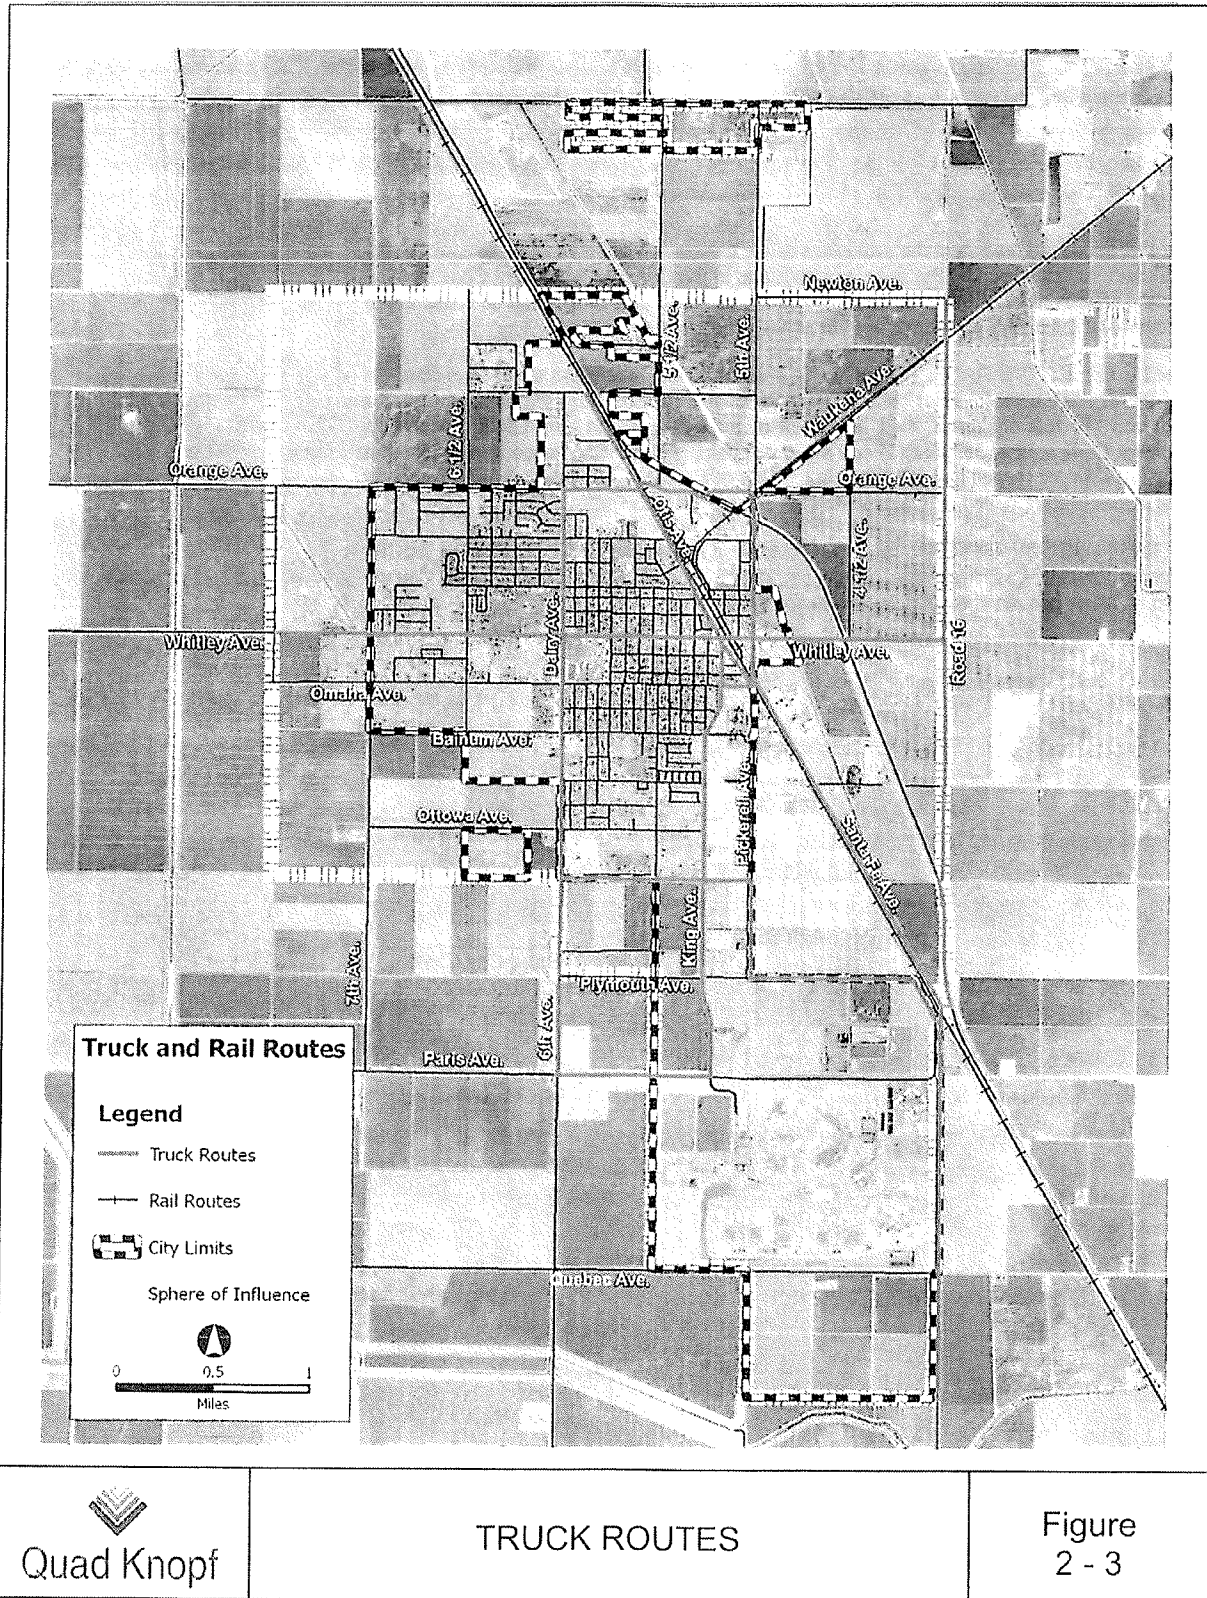 Newton Ave.
5 1/2 Ave.
5th Ave.
Waukena Ave.
6 1/2 Ave.
Orange Ave.
Orange Ave.
Otis Ave.
4 1/2 Ave.
Dairy Ave.
Whitley Ave.
Whitley Ave.
Road 16
Omaha Ave.
Bainum Ave.
Ottowa Ave.
Pickerell Ave.
Santa Fe Ave.
King Ave.
7th Ave.
Plymouth Ave.
6th Ave.
Paris Ave.
Quebec Ave.
Truck and Rail Routes
Legend
Truck Routes
Rail Routes
City Limits
Sphere of Influence
0 0.5 1
Miles
Quad Knopf
TRUCK ROUTES
Figure
2 - 3